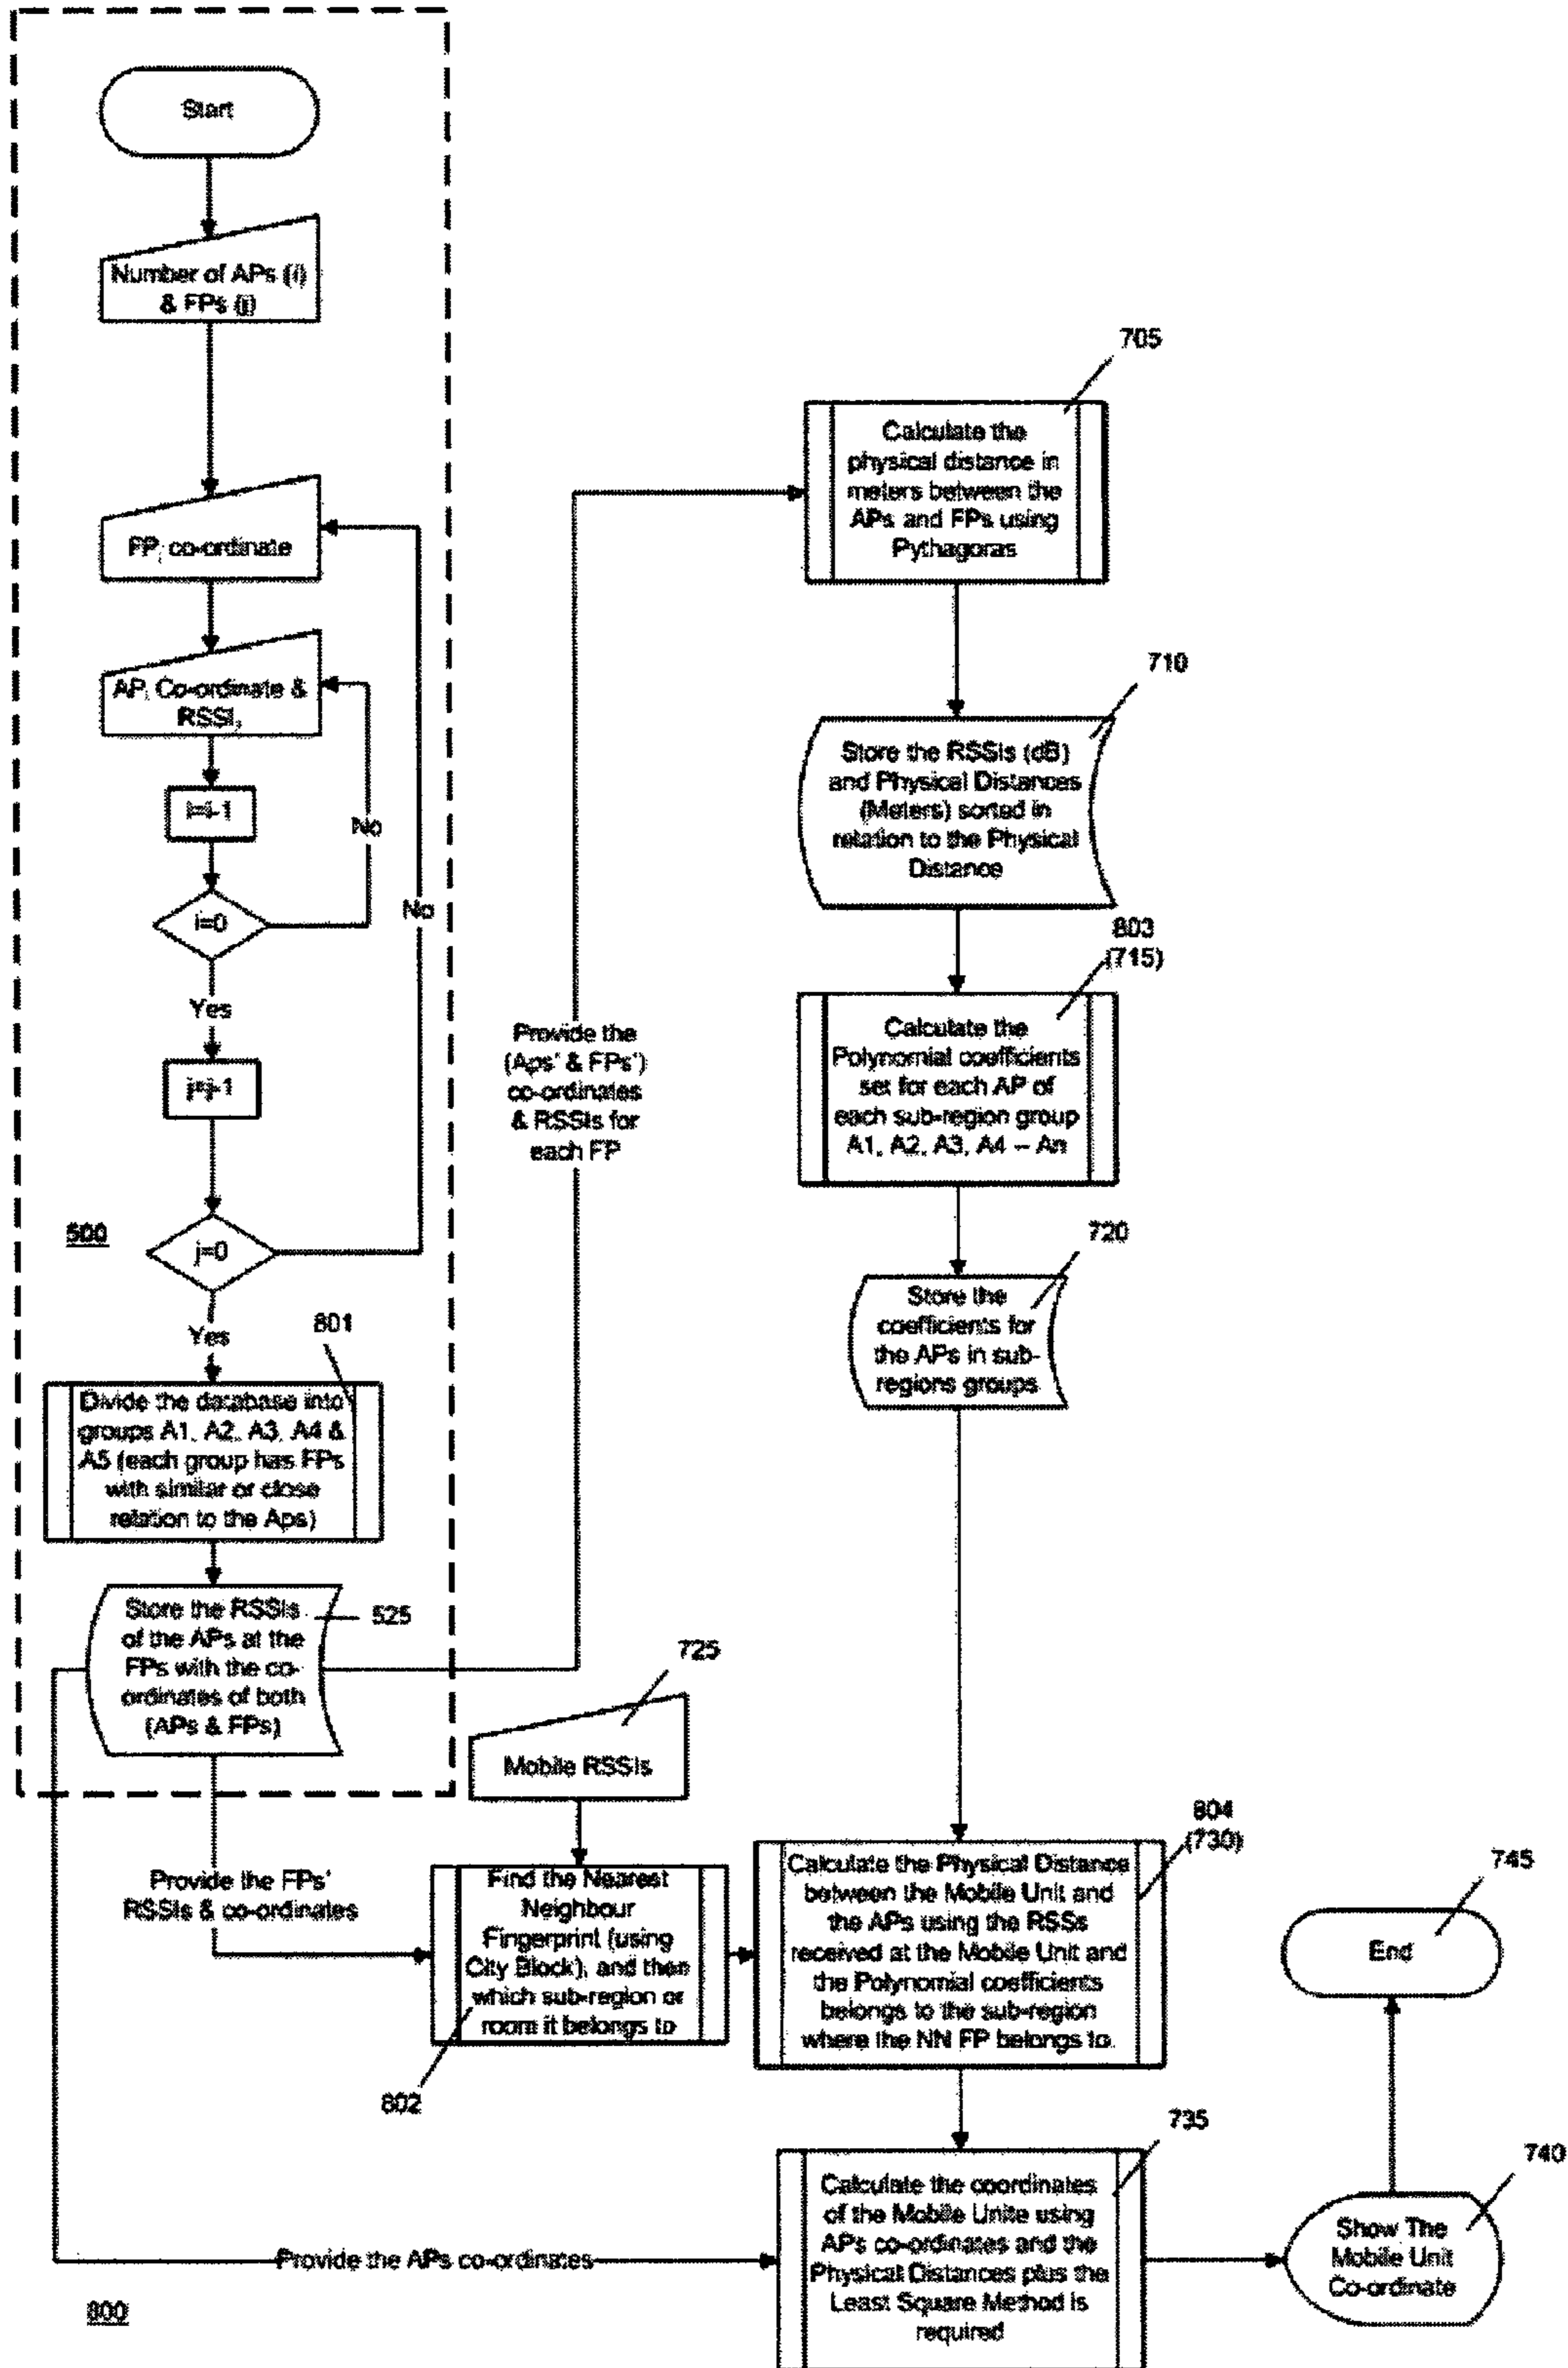 Start
Number of APs (i)
& FPs (j)
FPj co-ordinate
APi Co-ordinate &
RSSIi
i=i-1
No
i=0
No
Yes
j=j-1
500
j=0
Yes
801
Divide the database into
groups A1, A2, A3, A4 &
A5 (each group has FPs
with similar or close
relation to the Aps)
Store the RSSIs
of the APs at the
FPs with the co-
ordinates of both
(APs & FPs)
525
Provide the
(Aps' & FPs')
co-ordinates
& RSSIs for
each FP
705
Calculate the
physical distance in
meters between the
APs and FPs using
Pythagoras
710
Store the RSSIs (dB)
and Physical Distances
(Meters) sorted in
relation to the Physical
Distance
803
(715)
Calculate the
Polynomial coefficients
set for each AP of
each sub-region group
A1, A2, A3, A4 – An
720
Store the
coefficients for
the APs in sub-
regions groups
725
Mobile RSSIs
Provide the FPs'
RSSIs & co-ordinates
Find the Nearest
Neighbour
Fingerprint (using
City Block), and then
which sub-region or
room it belongs to
802
804
(730)
Calculate the Physical Distance
between the Mobile Unit and
the APs using the RSSs
received at the Mobile Unit and
the Polynomial coefficients
belongs to the sub-region
where the NN FP belongs to.
745
End
735
Calculate the coordinates
of the Mobile Unite using
APs co-ordinates and the
Physical Distances plus the
Least Square Method is
required
740
Show The
Mobile Unit
Co-ordinate
Provide the APs co-ordinates
800